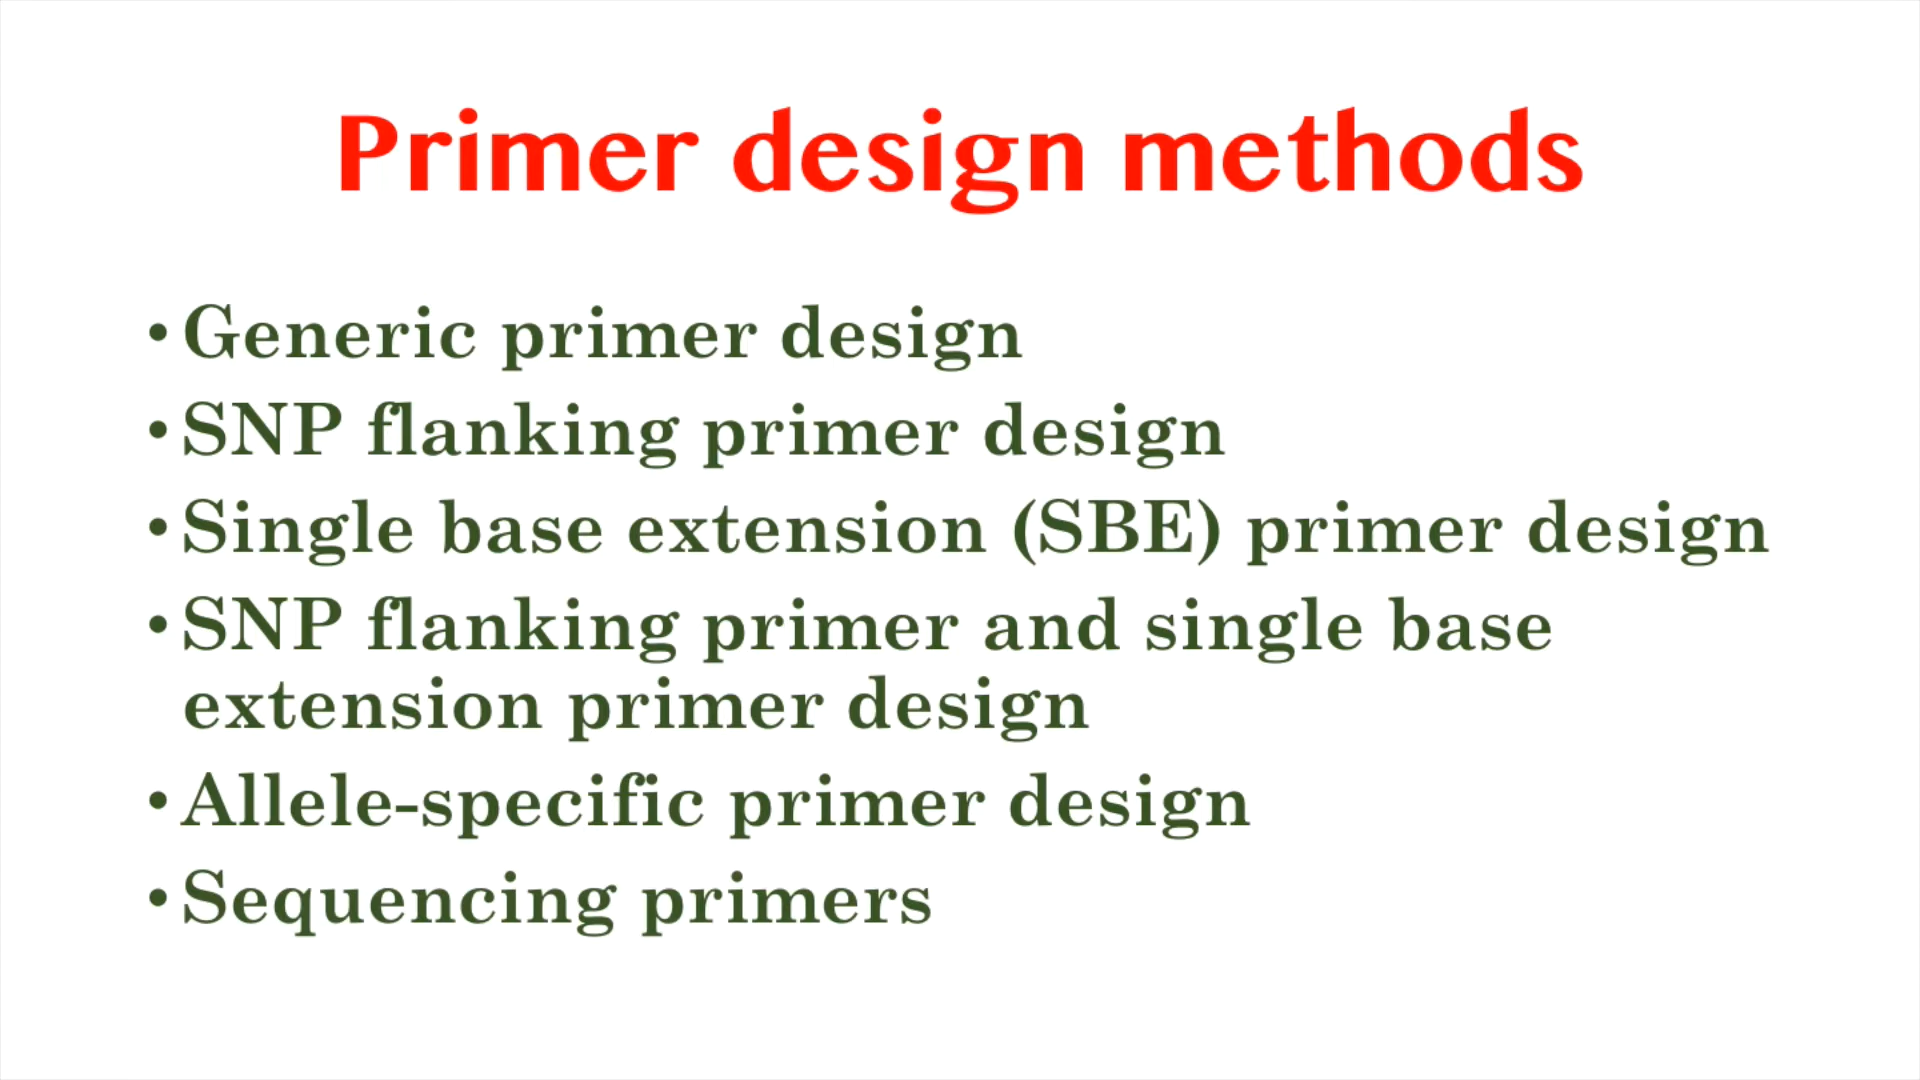 Primer design methods
• Generic primer design
• SNP flanking primer design
• Single base extension (SBE) primer design
• SNP flanking primer and single base
extension primer design
• Allele-specific primer design
• Sequencing primers